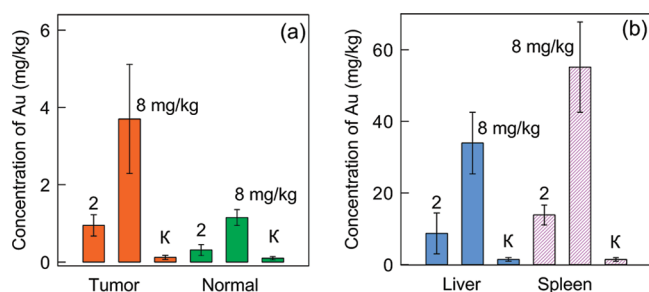 (a)
Concentration of Au (mg/kg)
6
4
2
0
2
8 mg/kg
K
2
8 mg/kg
K
Tumor
Normal
(b)
Concentration of Au (mg/kg)
60
40
20
0
2
8 mg/kg
K
2
8 mg/kg
K
Liver
Spleen